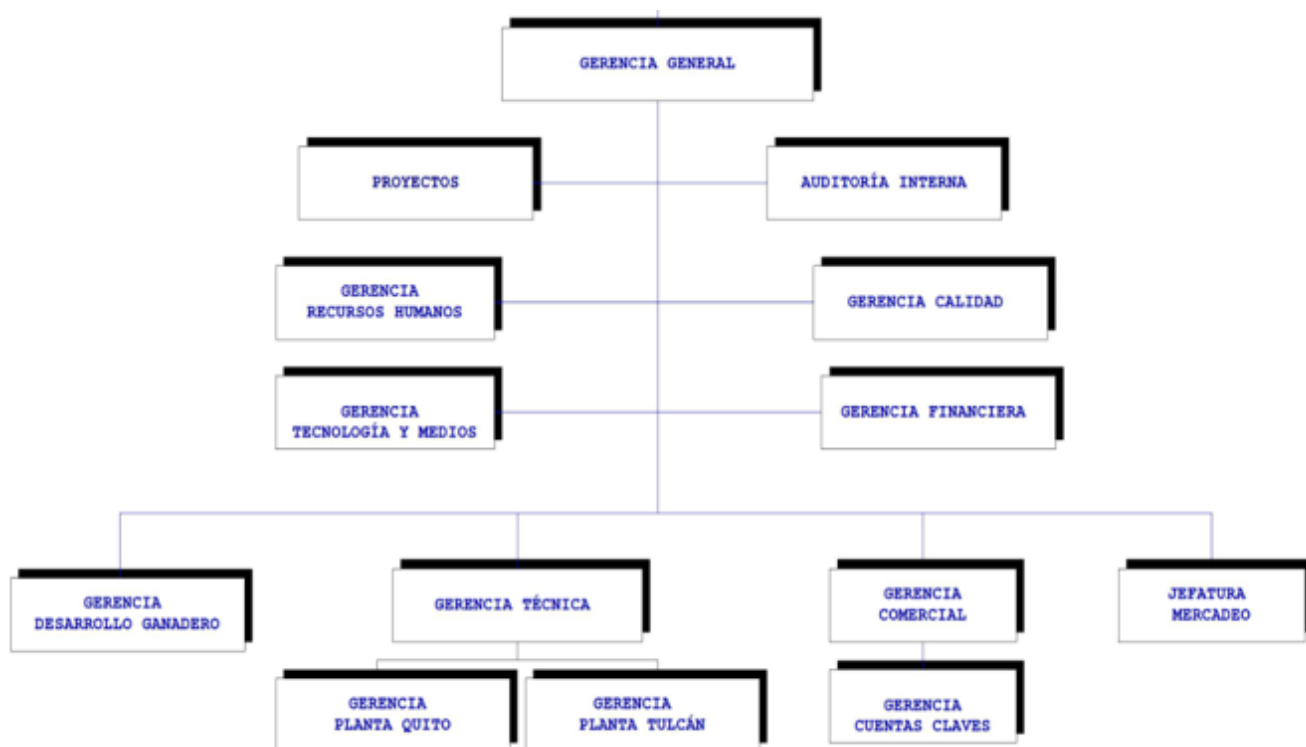 GERENCIA GENERAL
PROYECTOS
AUDITORÍA INTERNA
GERENCIA
RECURSOS HUMANOS
GERENCIA CALIDAD
GERENCIA
TECNOLOGÍA Y MEDIOS
GERENCIA FINANCIERA
GERENCIA
DESARROLLO GANADERO
GERENCIA TÉCNICA
GERENCIA
COMERCIAL
JEFATURA
MERCADEO
GERENCIA
PLANTA QUITO
GERENCIA
PLANTA TULCÁN
GERENCIA
CUENTAS CLAVES